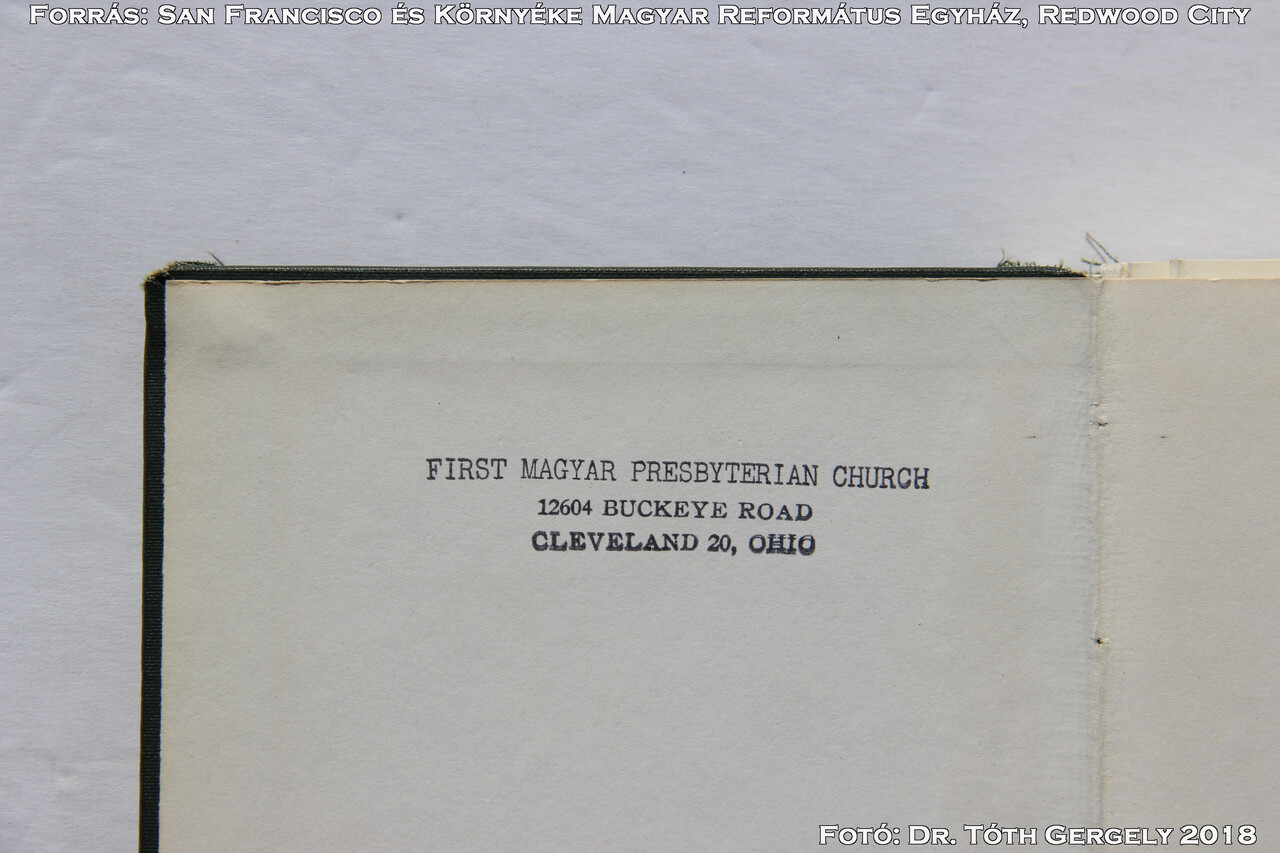 Forrás: San Francisco és Környéke Magyar Református Egyház, Redwood City
FIRST MAGYAR PRESBYTERIAN CHURCH
12604 BUCKEYE ROAD
CLEVELAND 20, OHIO
Fotó: Dr. Tóth Gergely 2018